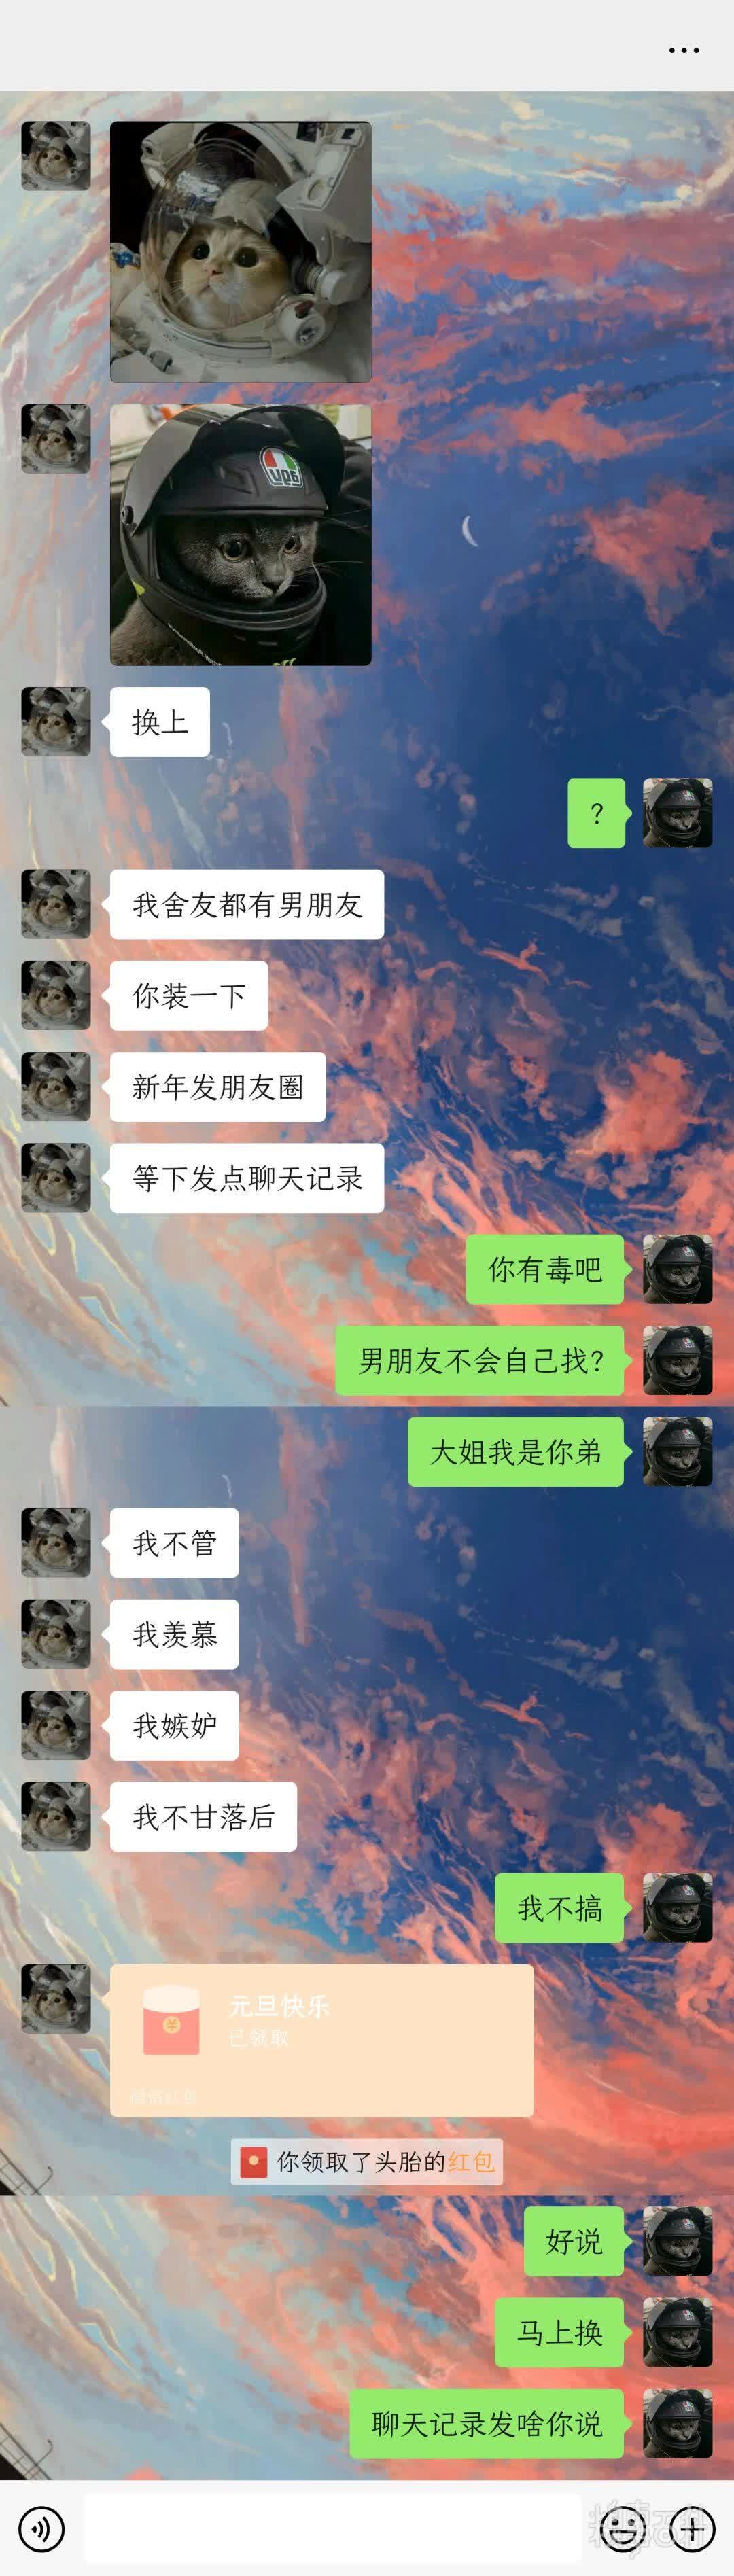 换上
?
我舍友都有男朋友
你装一下
新年发朋友圈
等下发点聊天记录
你有毒吧
男朋友不会自己找?
大姐我是你弟
我不管
我羡慕
我嫉妒
我不甘落后
我不搞
元旦快乐
已领取
微信红包
你领取了头胎的红包
好说
马上换
聊天记录发啥你说